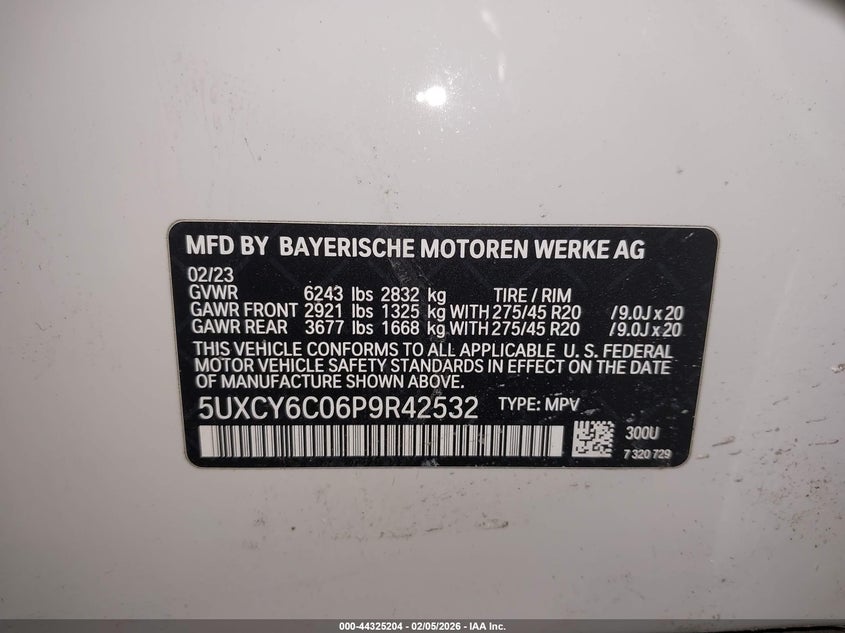 MFD BY BAYERISCHE MOTOREN WERKE AG
02/23
GVWR 6243 lbs 2832 kg TIRE / RIM
GAWR FRONT 2921 lbs 1325 kg WITH 275/45 R20 /9.0J x 20
GAWR REAR 3677 lbs 1668 kg WITH 275/45 R20 /9.0J x 20
THIS VEHICLE CONFORMS TO ALL APPLICABLE U. S. FEDERAL
MOTOR VEHICLE SAFETY STANDARDS IN EFFECT ON THE DATE
OF MANUFACTURE SHOWN ABOVE.
5UXCY6C06P9R42532 TYPE: MPV
300U
7 320 729
000-44325204 - 02/05/2026 - IAA Inc.